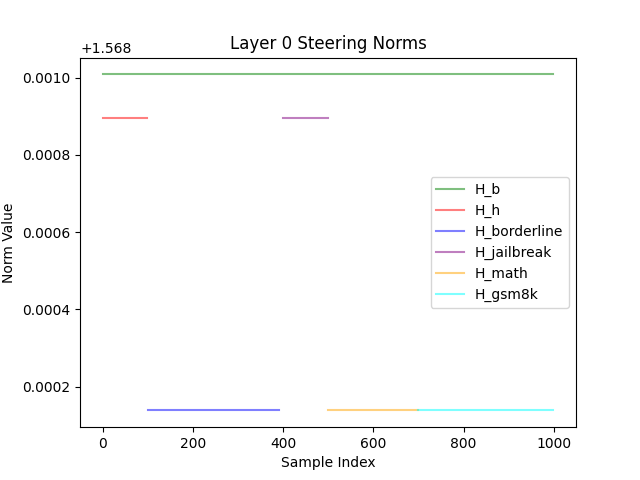 Layer 0 Steering Norms
+1.568
0.0010
0.0008
0.0006
0.0004
0.0002
Norm Value
H_b
H_h
H_borderline
H_jailbreak
H_math
H_gsm8k
0 200 400 600 800 1000
Sample Index